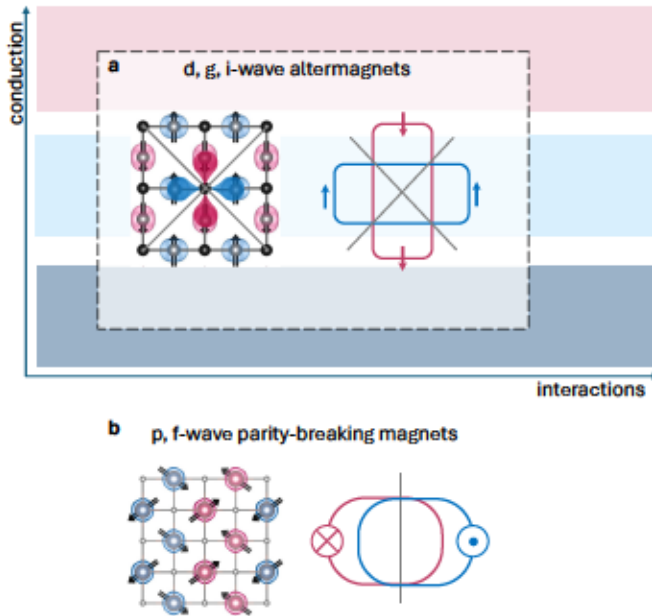 conduction
a
d, g, i-wave altermagnets
interactions
b
p, f-wave parity-breaking magnets